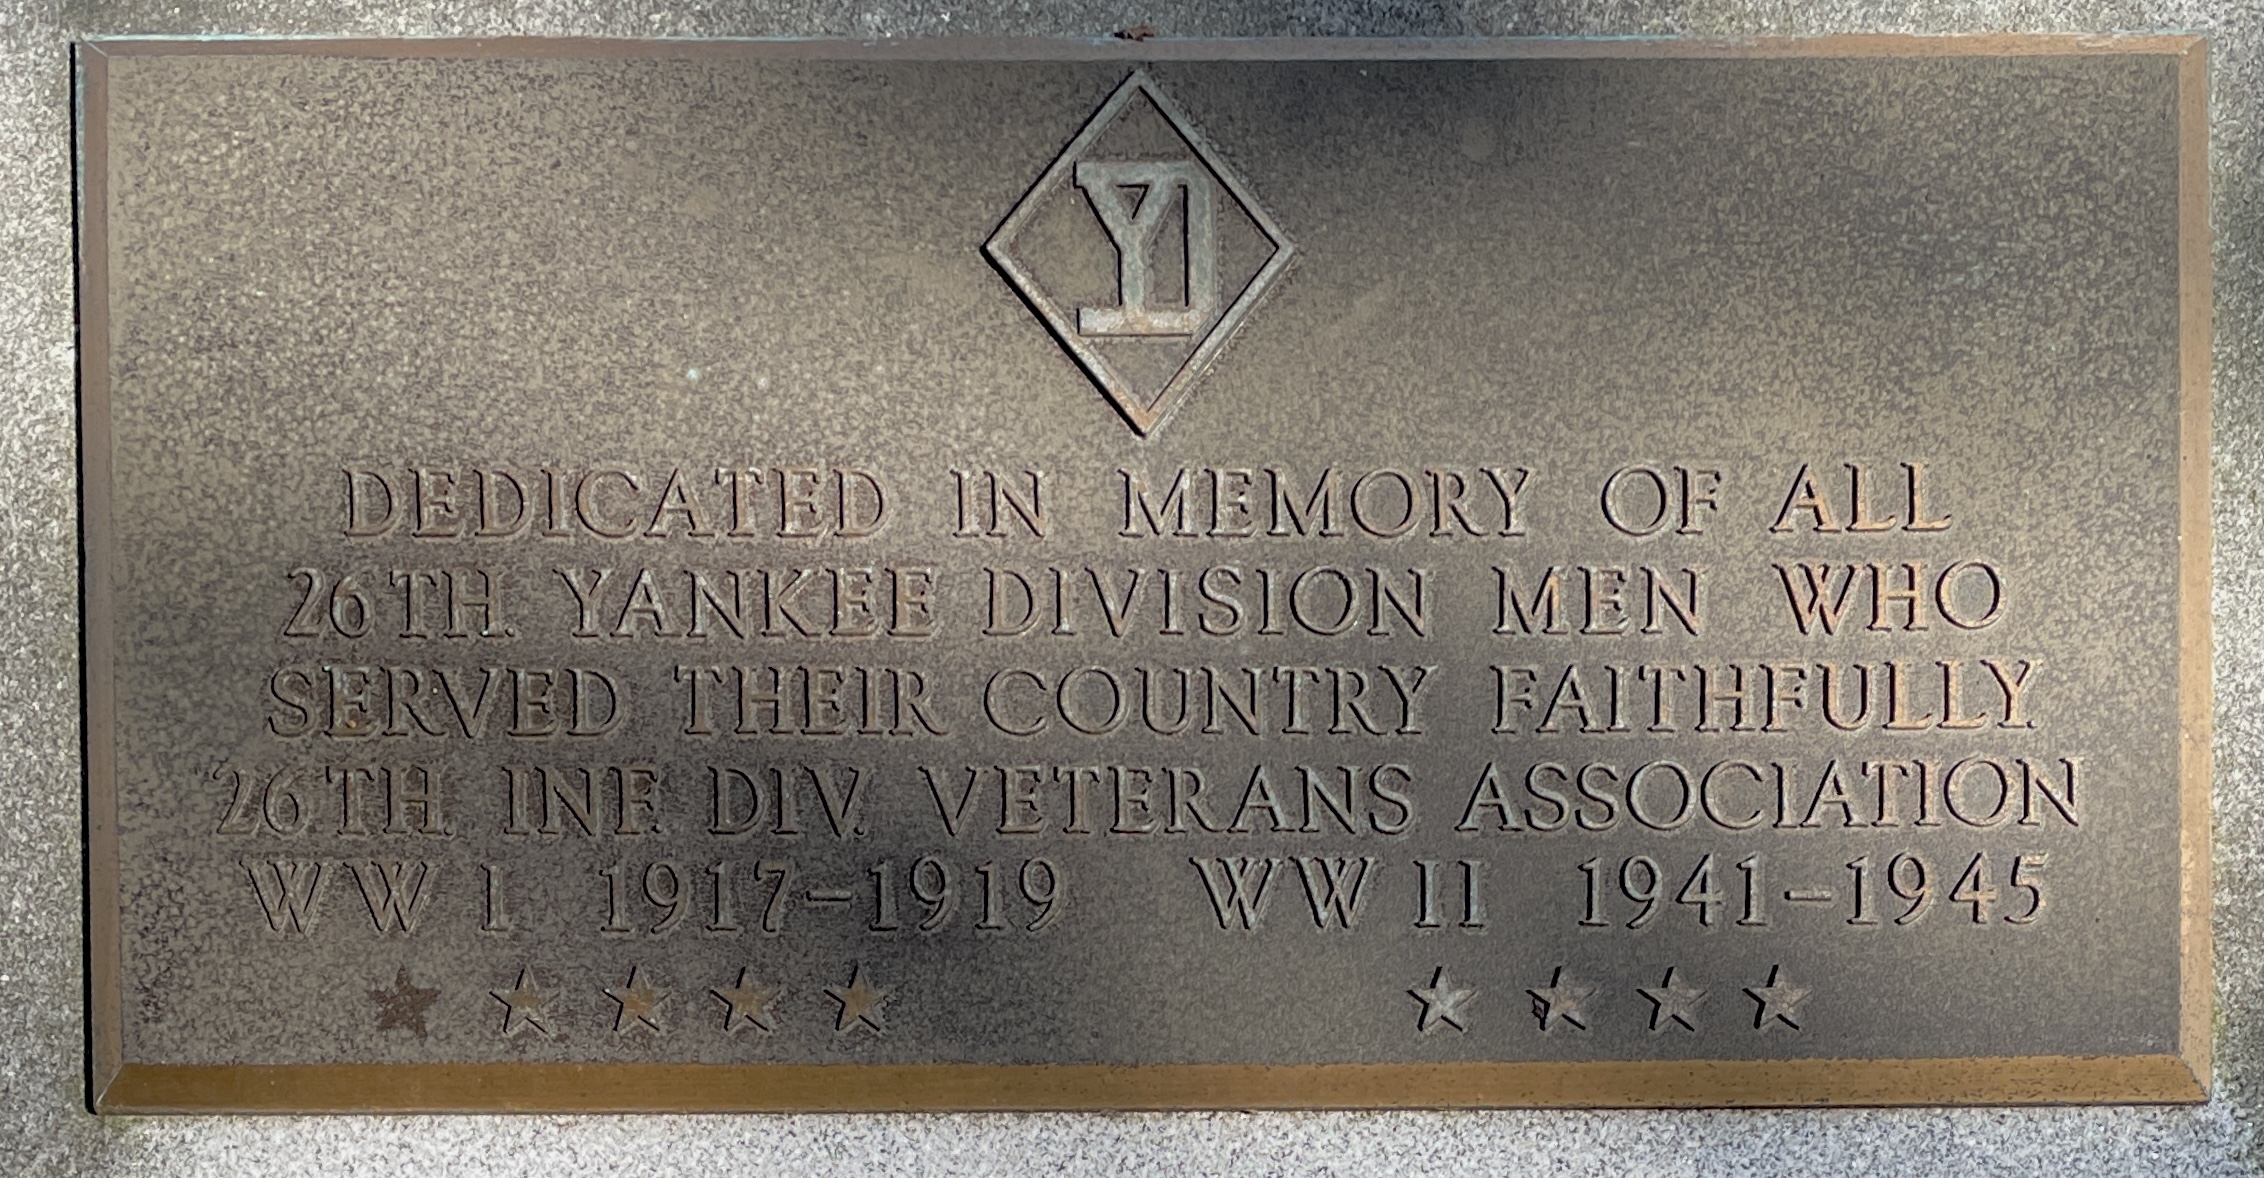 YD
DEDICATED IN MEMORY OF ALL
26TH. YANKEE DIVISION MEN WHO
SERVED THEIR COUNTRY FAITHFULLY.
26TH. INF. DIV. VETERANS ASSOCIATION
WW I 1917-1919 WW II 1941-1945